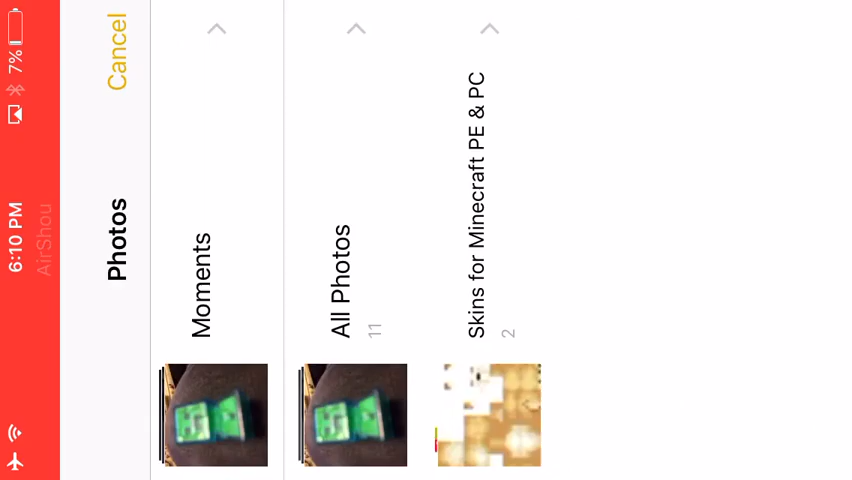 6:10 PM
7%
AirShou
Photos
Cancel
Moments
All Photos
11
Skins for Minecraft PE & PC
2